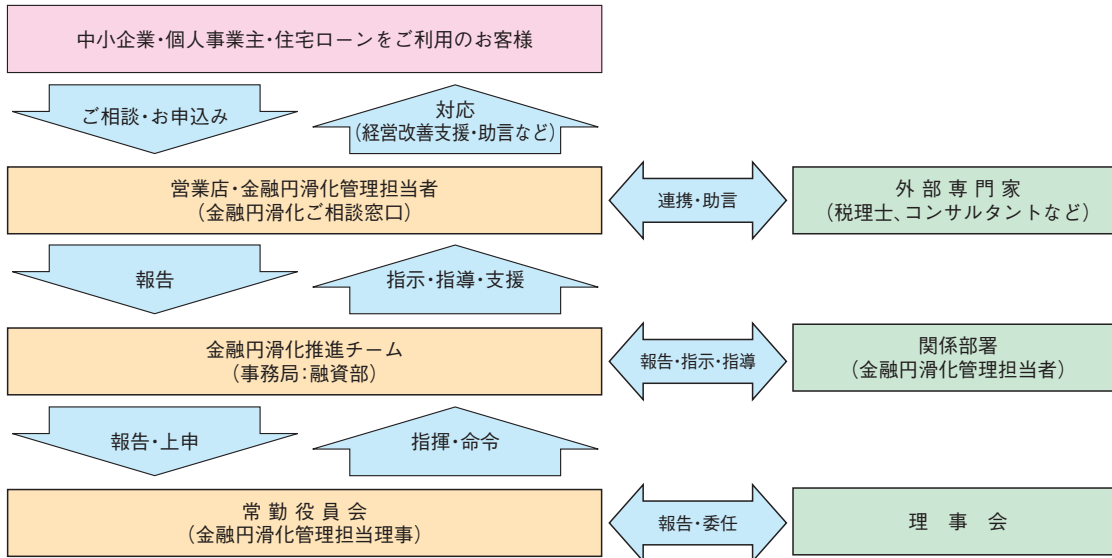 中小企業・個人事業主・住宅ローンをご利用のお客様
ご相談・お申込み
対応
(経営改善支援・助言など)
営業店・金融円滑化管理担当者
(金融円滑化ご相談窓口)
連携・助言
外部専門家
(税理士、コンサルタントなど)
報告
指示・指導・支援
金融円滑化推進チーム
(事務局:融資部)
報告・指示・指導
関係部署
(金融円滑化管理担当者)
報告・上申
指揮・命令
常勤役員会
(金融円滑化管理担当理事)
報告・委任
理事会